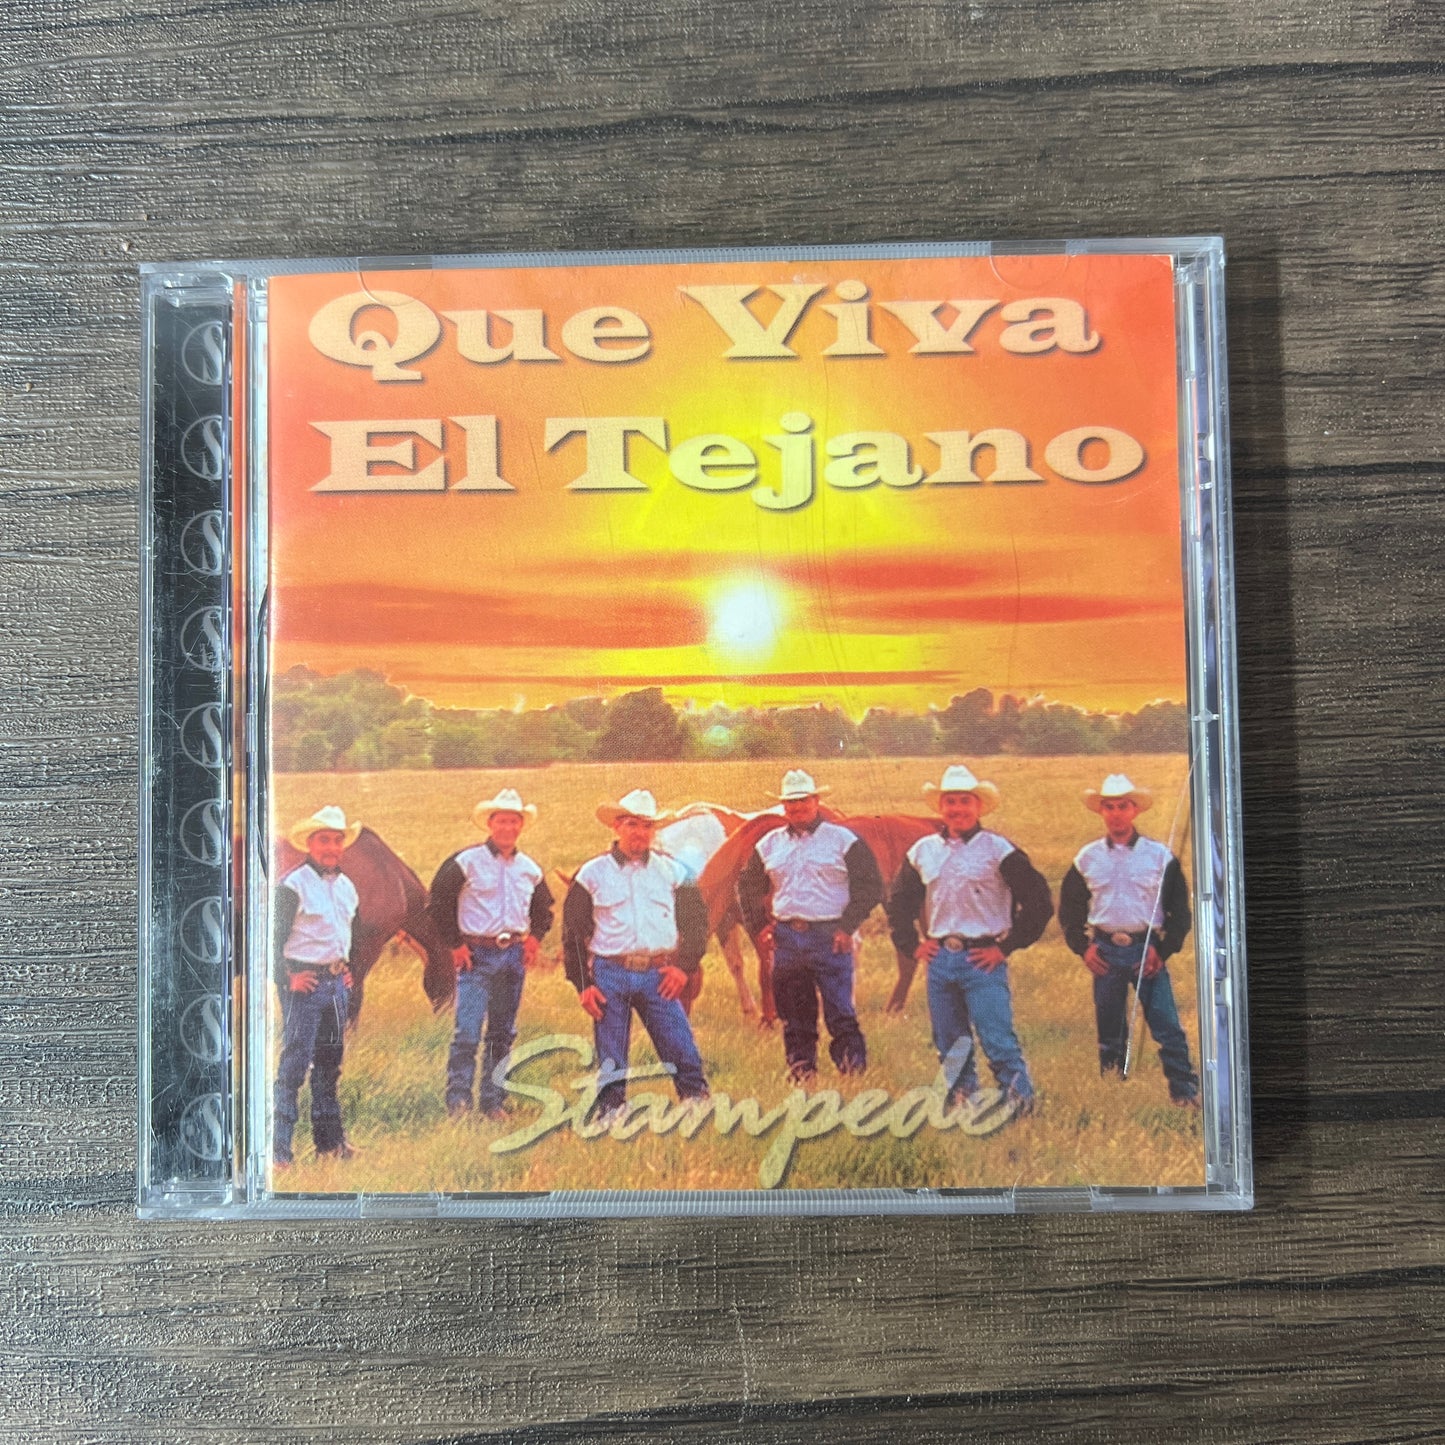 Que Viva
El Tejano
Stampede